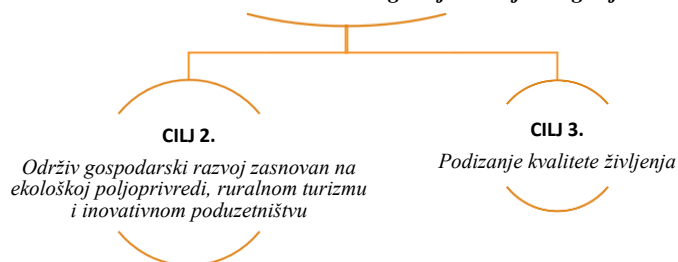 CILJ 2.
Održiv gospodarski razvoj zasnovan na
ekološkoj poljoprivredi, ruralnom turizmu
i inovativnom poduzetništvu
CILJ 3.
Podizanje kvalitete življenja